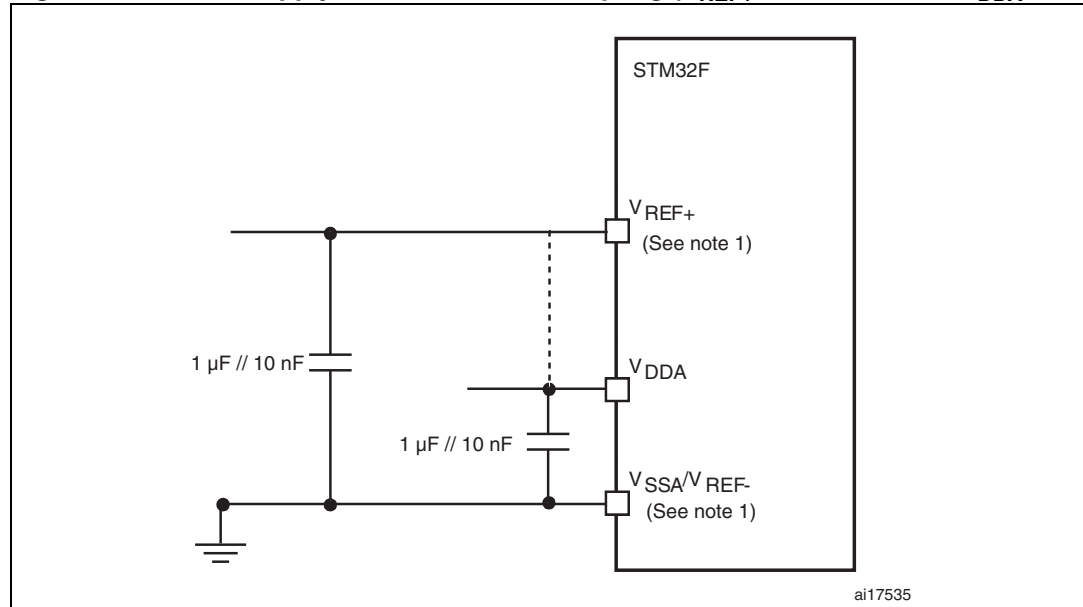 STM32F
VREF+
(See note 1)
1 µF // 10 nF
VDDA
1 µF // 10 nF
VSSA/VREF-
(See note 1)
ai17535